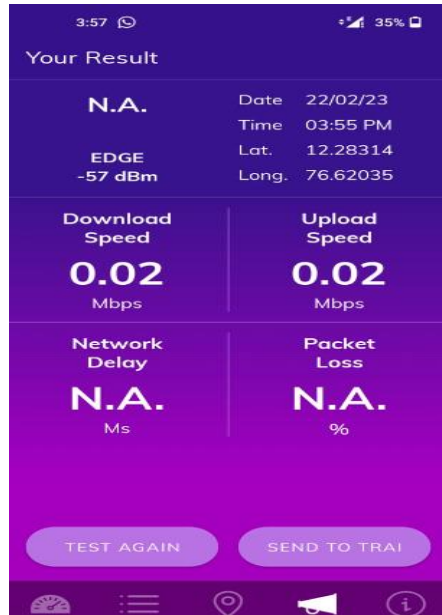 3:57 35%
Your Result
N.A.
EDGE
-57 dBm
Date 22/02/23
Time 03:55 PM
Lat. 12.28314
Long. 76.62035
Download
Speed
0.02
Mbps
Upload
Speed
0.02
Mbps
Network
Delay
N.A.
Ms
Packet
Loss
N.A.
%
TEST AGAIN
SEND TO TRAI